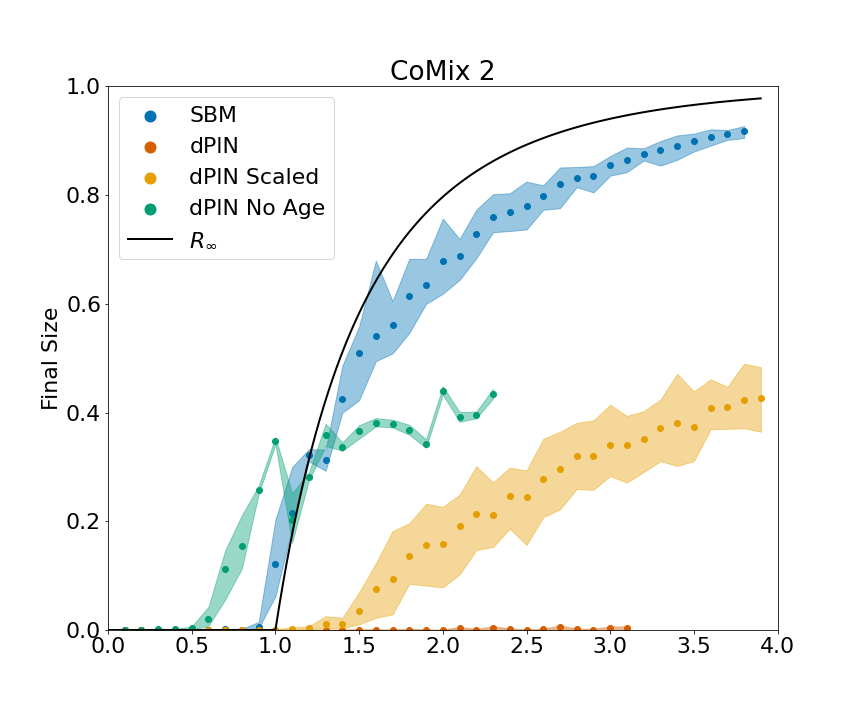 CoMix 2
1.0
0.8
0.6
0.4
0.2
0.0
Final Size
SBM
dPIN
dPIN Scaled
dPIN No Age
R∞
0.0 0.5 1.0 1.5 2.0 2.5 3.0 3.5 4.0